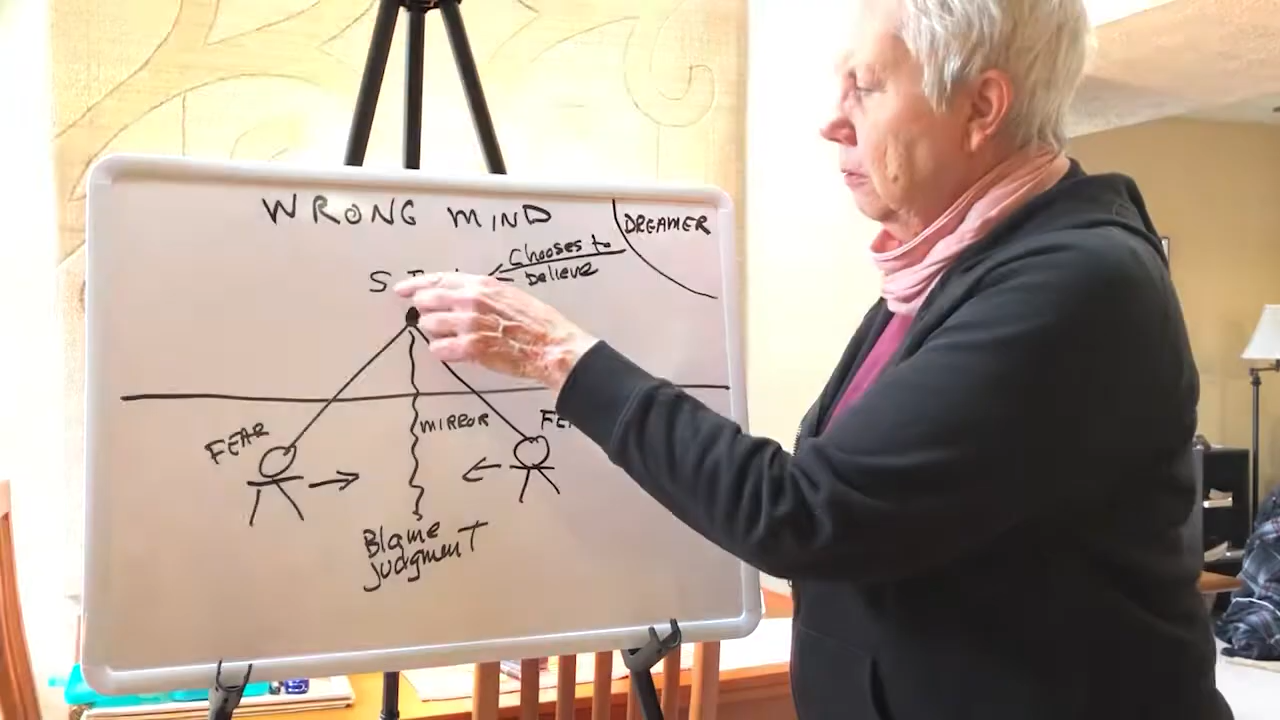 WRONG MIND
DREAMER
Chooses to
believe
MIRROR
FEAR
Blame
judgment